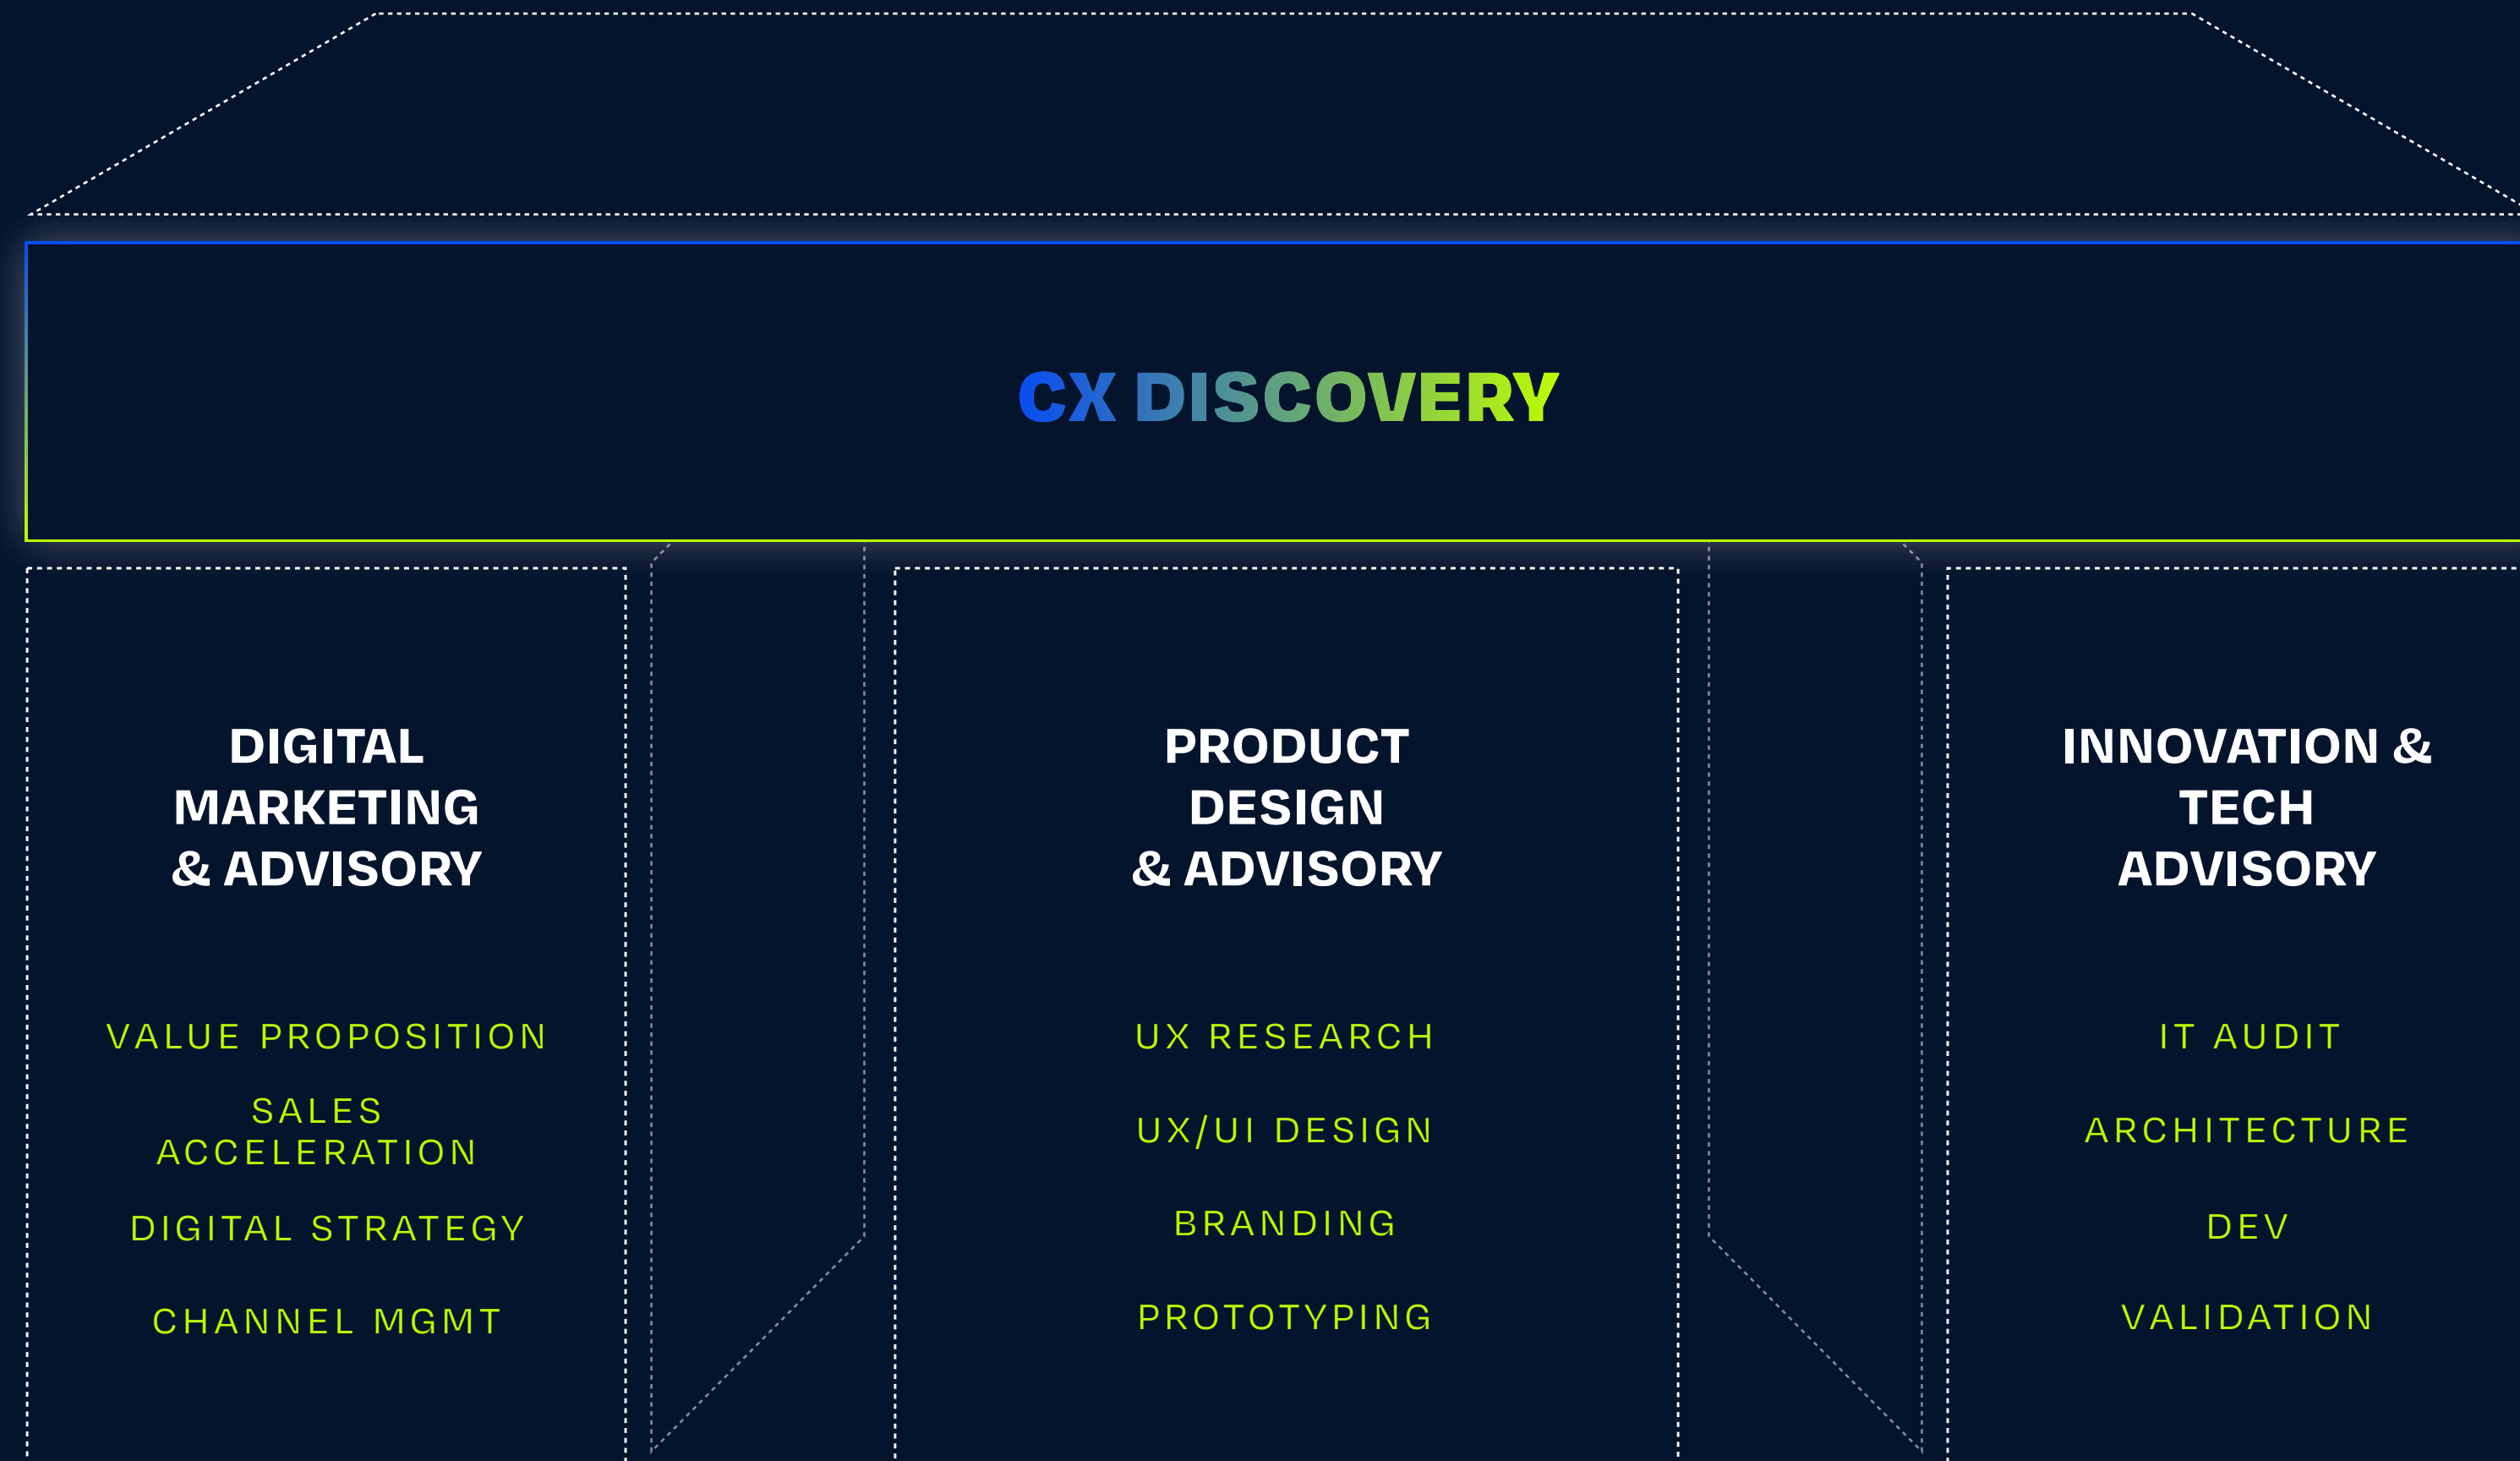 CX DISCOVERY
DIGITAL
MARKETING
& ADVISORY
VALUE PROPOSITION
SALES
ACCELERATION
DIGITAL STRATEGY
CHANNEL MGMT
PRODUCT
DESIGN
& ADVISORY
UX RESEARCH
UX/UI DESIGN
BRANDING
PROTOTYPING
INNOVATION &
TECH
ADVISORY
IT AUDIT
ARCHITECTURE
DEV
VALIDATION